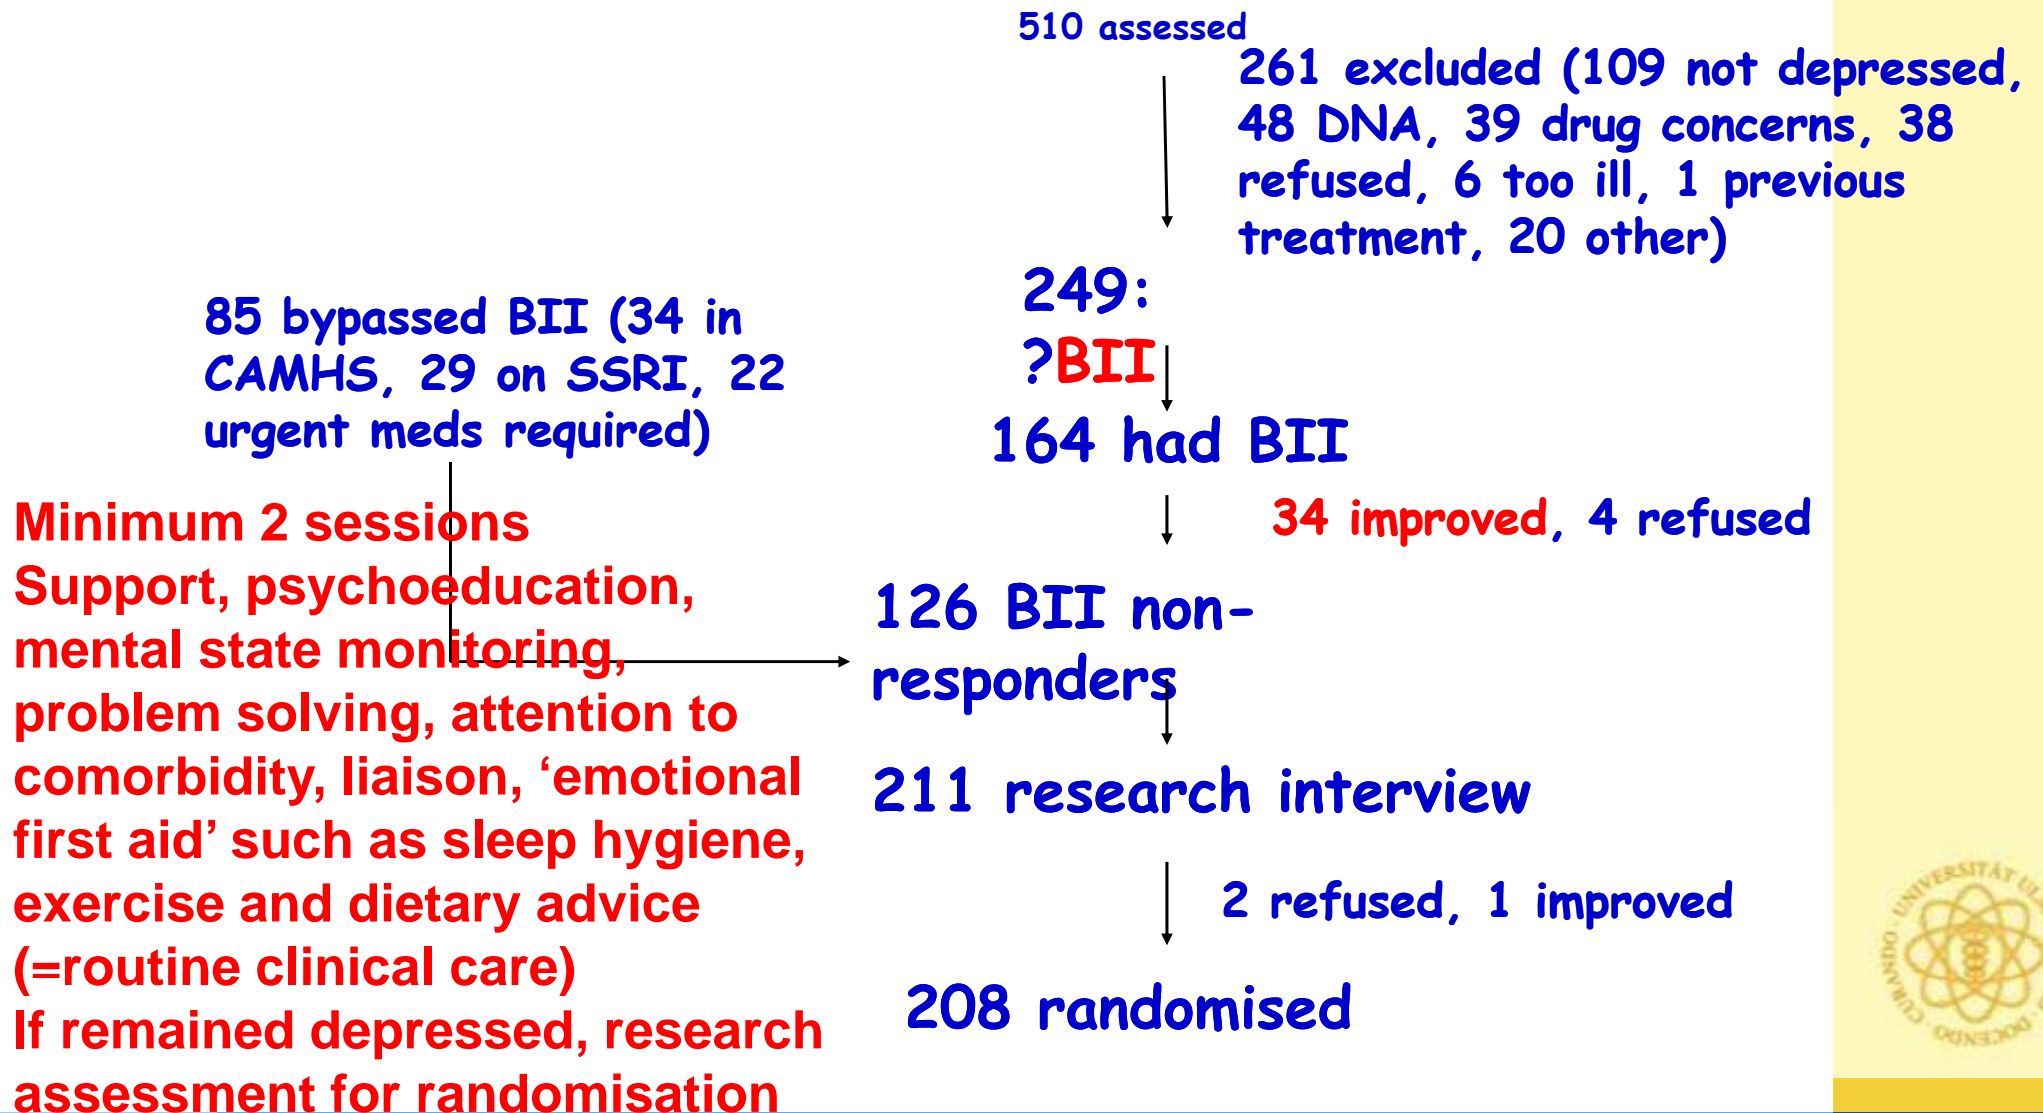 510 assessed
261 excluded (109 not depressed,
48 DNA, 39 drug concerns, 38
refused, 6 too ill, 1 previous
treatment, 20 other)
249:
?BII
85 bypassed BII (34 in
CAMHS, 29 on SSRI, 22
urgent meds required)
164 had BII
34 improved, 4 refused
Minimum 2 sessions
Support, psychoeducation,
mental state monitoring,
problem solving, attention to
comorbidity, liaison, ‘emotional
first aid’ such as sleep hygiene,
exercise and dietary advice
(=routine clinical care)
If remained depressed, research
assessment for randomisation
126 BII non-
responders
211 research interview
2 refused, 1 improved
208 randomised
UNIVERSITÄT
CURANDO
DOCENDO